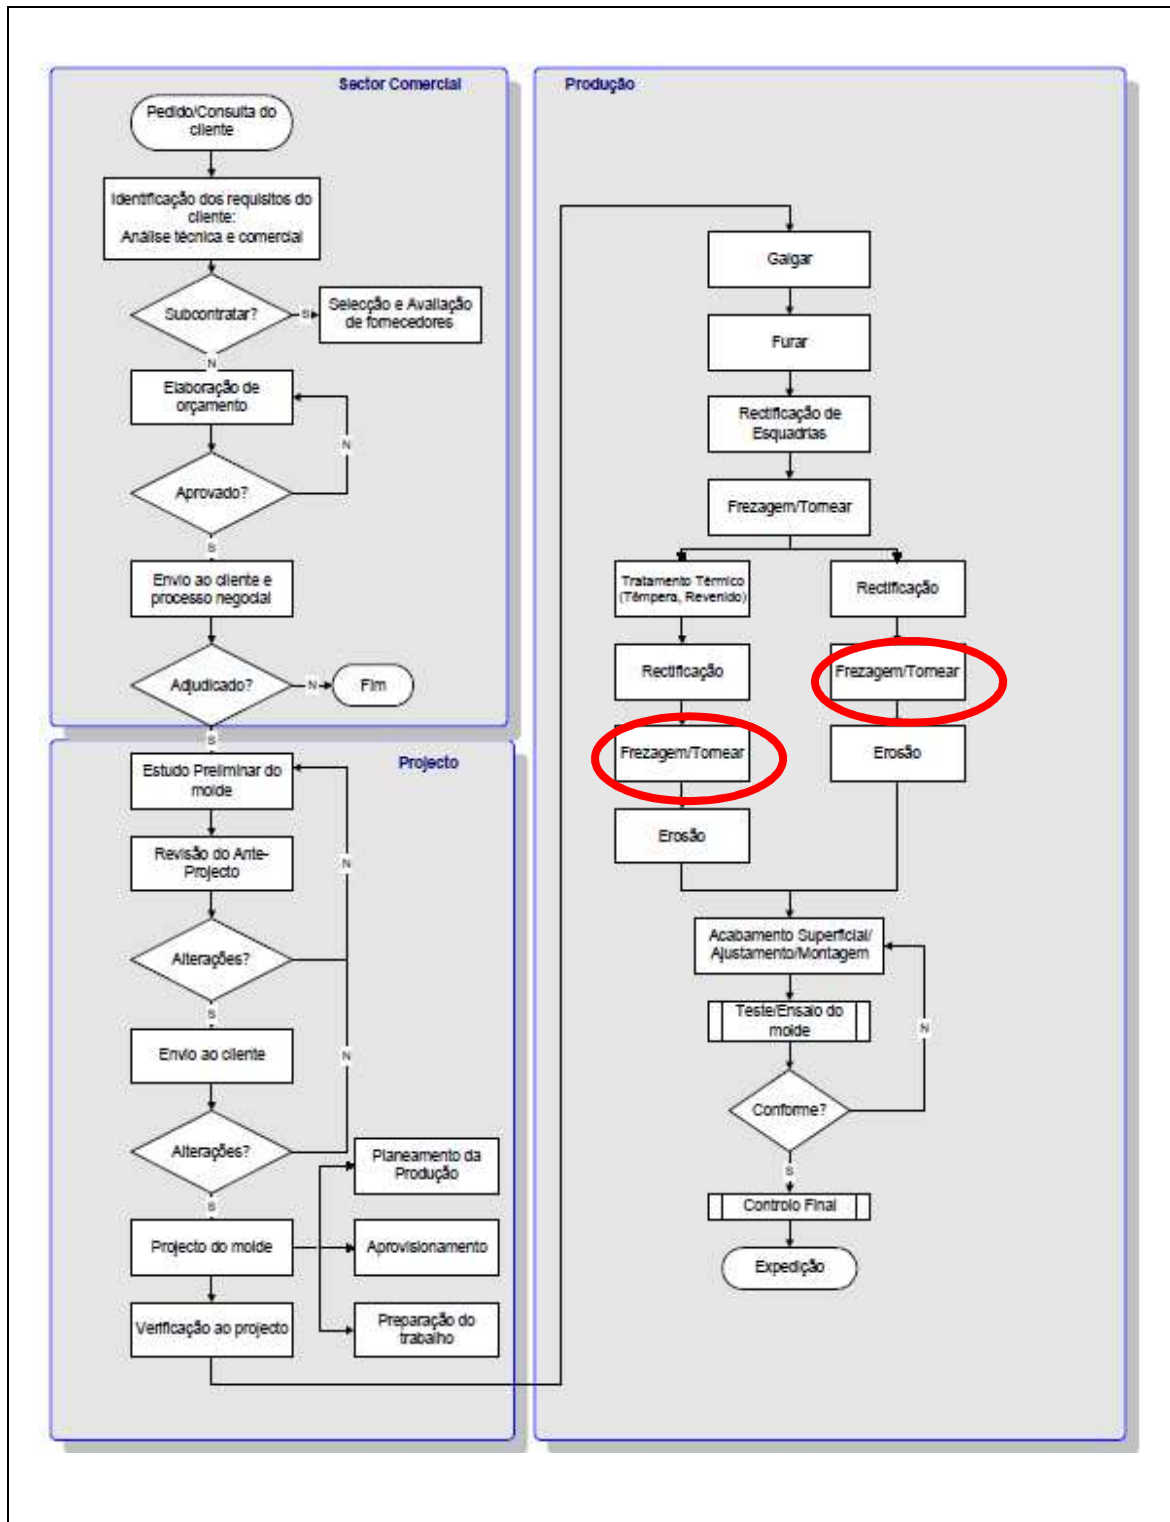 Sector Comercial
Pedido/Consulta do
cliente
Identificação dos requisitos do
cliente:
Análise técnica e comercial
Subcontratar?
S
Selecção e Avaliação
de fornecedores
N
Elaboração de
orçamento
N
Aprovado?
S
Envio ao cliente e
processo negocial
Adjudicado?
N
Fim
S
Projecto
Estudo Preliminar do
molde
Revisão do Ante-
Projecto
N
Alterações?
S
Envio ao cliente
N
Alterações?
S
Planeamento da
Produção
Projecto do molde
Aprovisionamento
Verificação ao projecto
Preparação do
trabalho
Produção
Galgar
Furar
Rectificação de
Esquadrias
Frezagem/Tornear
Tratamento Térmico
(Têmpera, Revenido)
Rectificação
Rectificação
Frezagem/Tornear
Frezagem/Tornear
Erosão
Erosão
Acabamento Superficial/
Ajustamento/Montagem
Teste/Ensaio do
molde
N
Conforme?
S
Controlo Final
Expedição